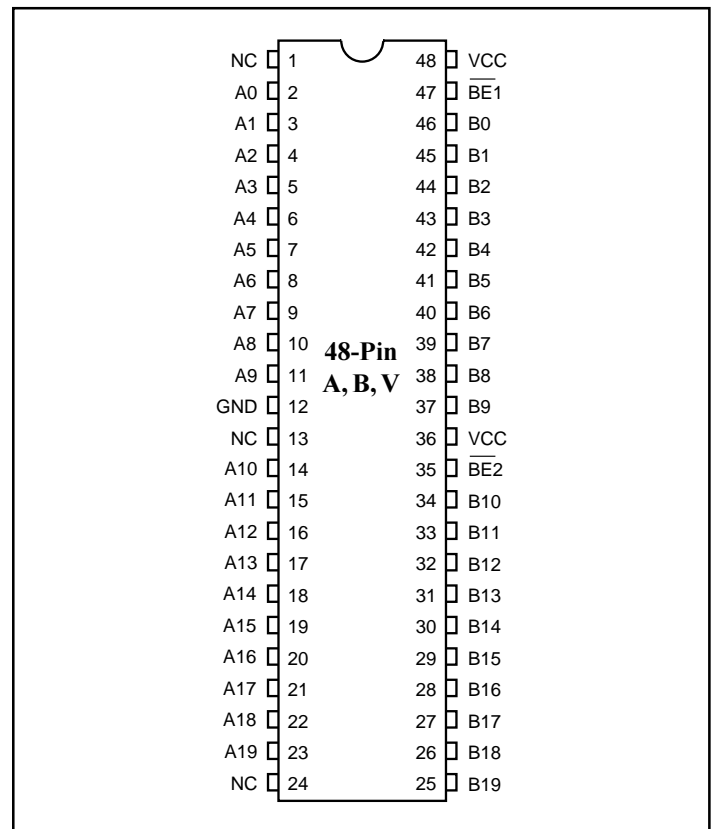 NC 1 48 VCC
A0 2 47 B̅E̅1
A1 3 46 B0
A2 4 45 B1
A3 5 44 B2
A4 6 43 B3
A5 7 42 B4
A6 8 41 B5
A7 9 40 B6
A8 10 39 B7
48-Pin
A9 11 38 B8
A, B, V
GND 12 37 B9
NC 13 36 VCC
A10 14 35 B̅E̅2
A11 15 34 B10
A12 16 33 B11
A13 17 32 B12
A14 18 31 B13
A15 19 30 B14
A16 20 29 B15
A17 21 28 B16
A18 22 27 B17
A19 23 26 B18
NC 24 25 B19